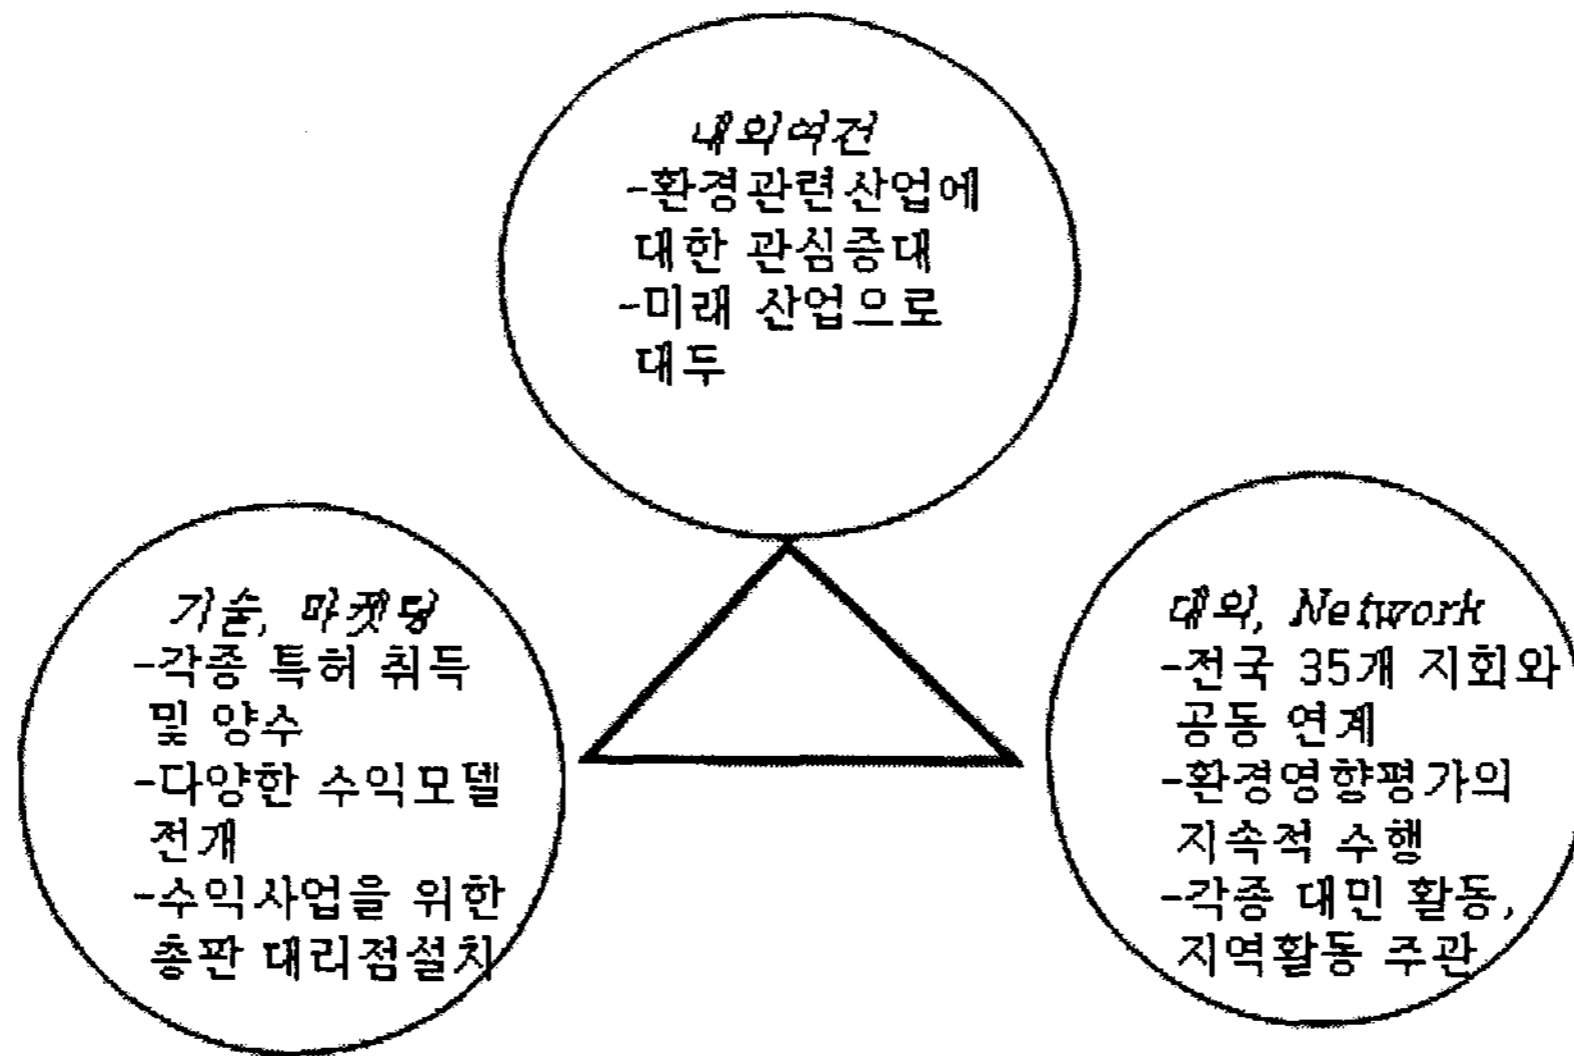 내외여건
-환경관련산업에
대한 관심증대
-미래 산업으로
대두
기술, 마켓팅
-각종 특허 취득
및 양수
-다양한 수익모델
전개
-수익사업을 위한
총판 대리점설치
대외, Network
-전국 35개 지회와
공동 연계
-환경영향평가의
지속적 수행
-각종 대민 활동,
지역활동 주관